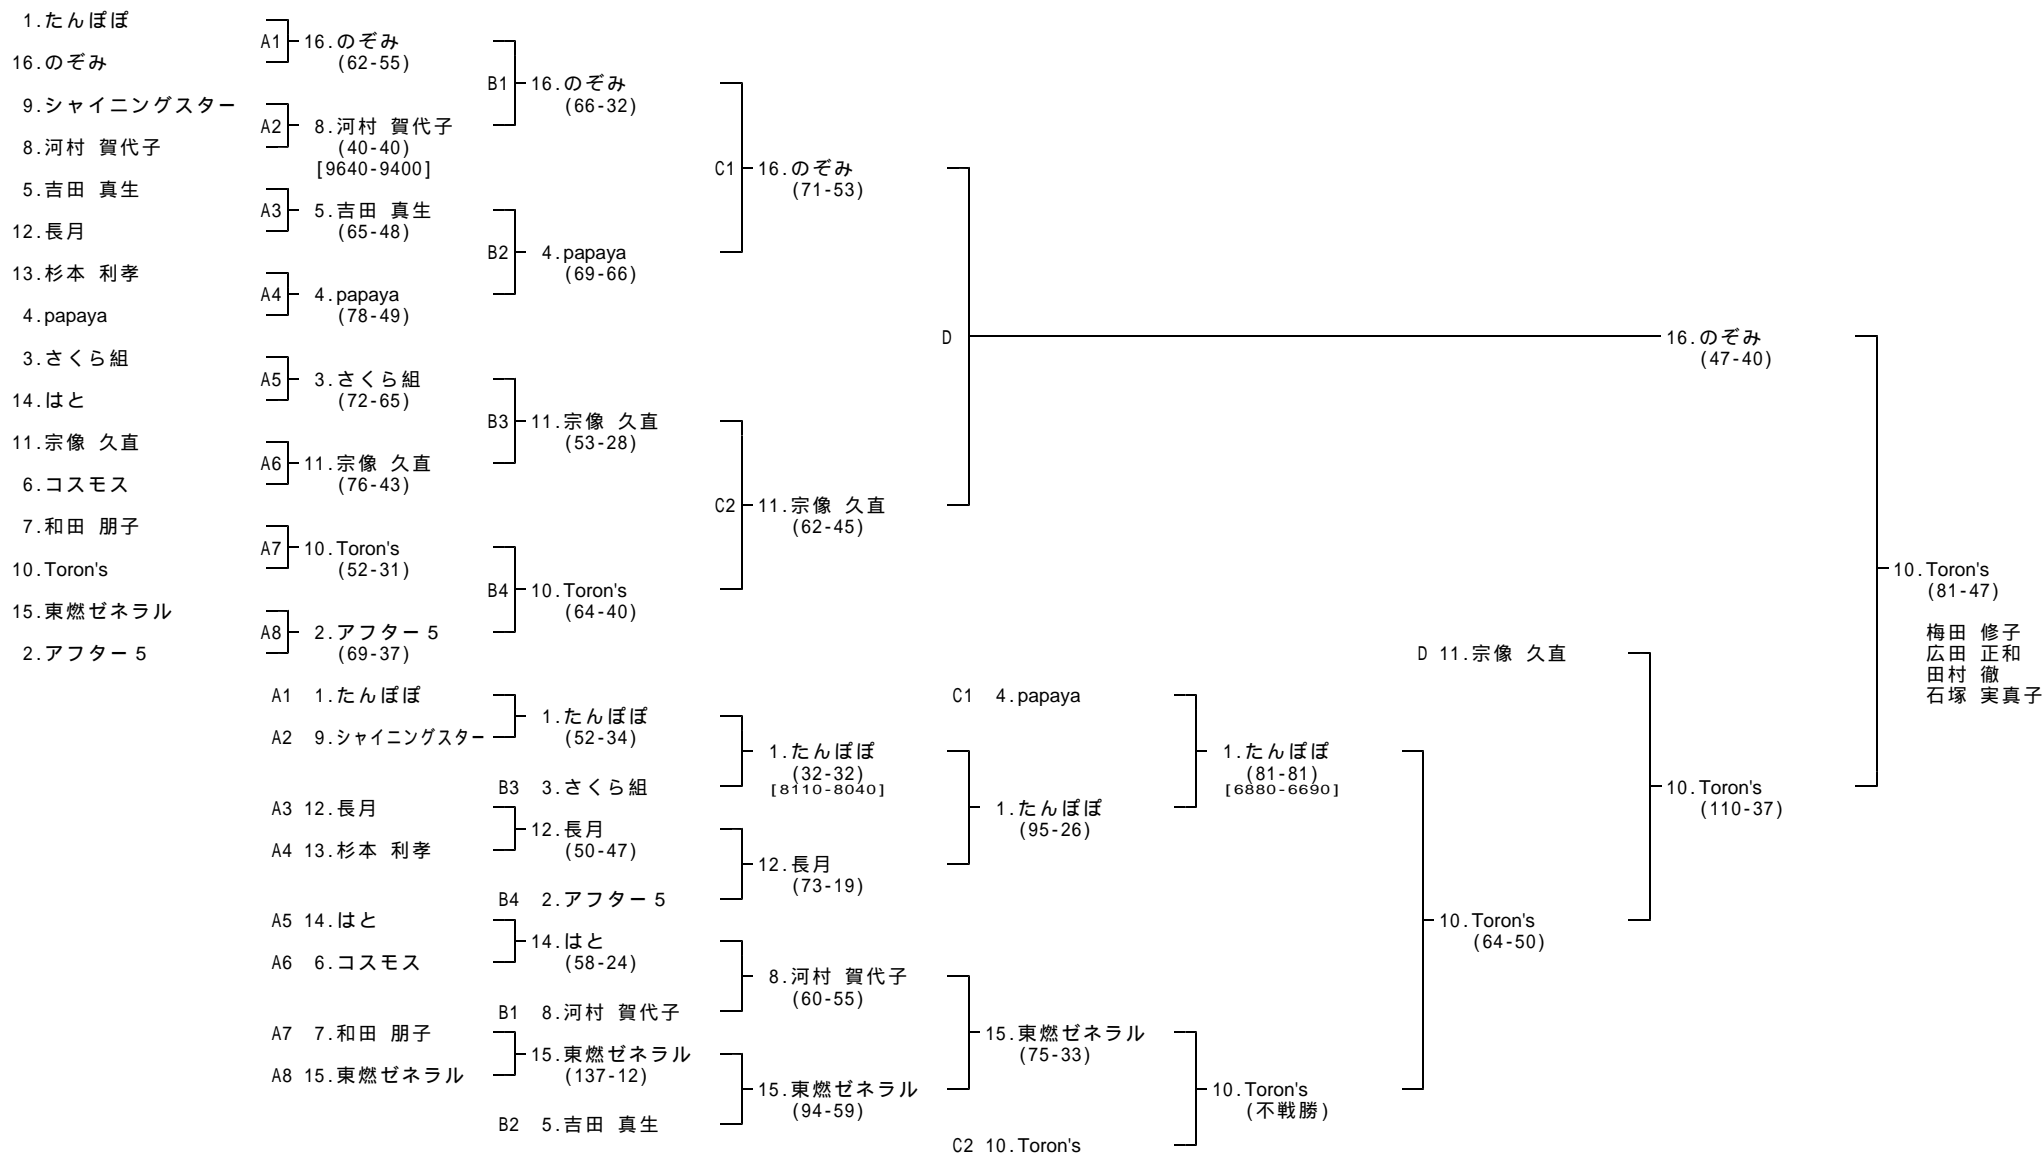 1.たんぽぽ
16.のぞみ
9.シャイニングスター
8.河村 賀代子
5.吉田 真生
12.長月
13.杉本 利孝
4.papaya
3.さくら組
14.はと
11.宗像 久直
6.コスモス
7.和田 朋子
10.Toron's
15.東燃ゼネラル
2.アフター５
A1 16.のぞみ
(62-55)
A2 8.河村 賀代子
(40-40)
[9640-9400]
A3 5.吉田 真生
(65-48)
A4 4.papaya
(78-49)
A5 3.さくら組
(72-65)
A6 11.宗像 久直
(76-43)
A7 10.Toron's
(52-31)
A8 2.アフター５
(69-37)
B1 16.のぞみ
(66-32)
B2 4.papaya
(69-66)
B3 11.宗像 久直
(53-28)
B4 10.Toron's
(64-40)
C1 16.のぞみ
(71-53)
C2 11.宗像 久直
(62-45)
D 16.のぞみ
(47-40)
A1 1.たんぽぽ
A2 9.シャイニングスター
A3 12.長月
A4 13.杉本 利孝
A5 14.はと
A6 6.コスモス
A7 7.和田 朋子
A8 15.東燃ゼネラル
1.たんぽぽ
(52-34)
B3 3.さくら組
12.長月
(50-47)
B4 2.アフター５
14.はと
(58-24)
B1 8.河村 賀代子
15.東燃ゼネラル
(137-12)
B2 5.吉田 真生
1.たんぽぽ
(32-32)
[8110-8040]
12.長月
(73-19)
8.河村 賀代子
(60-55)
15.東燃ゼネラル
(94-59)
C1 4.papaya
1.たんぽぽ
(95-26)
15.東燃ゼネラル
(75-33)
C2 10.Toron's
1.たんぽぽ
(81-81)
[6880-6690]
10.Toron's
(不戦勝)
D 11.宗像 久直
10.Toron's
(64-50)
10.Toron's
(110-37)
10.Toron's
(81-47)
梅田 修子
広田 正和
田村 徹
石塚 実真子